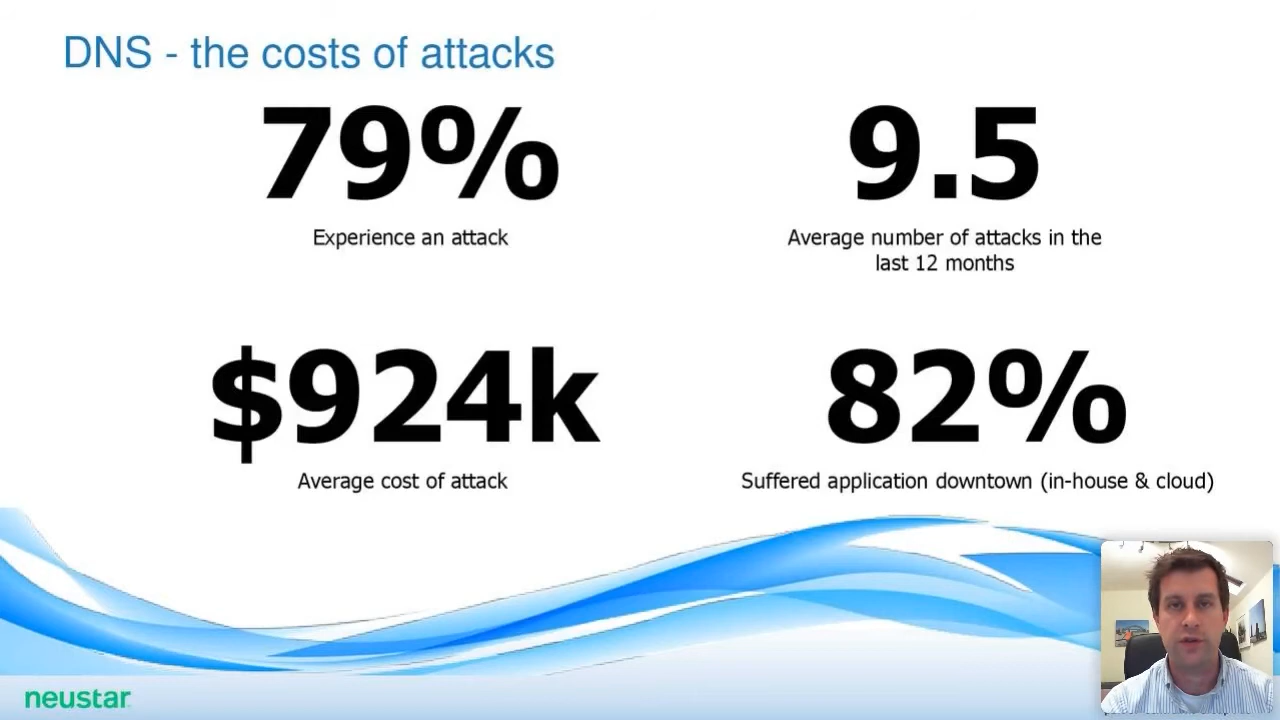 DNS - the costs of attacks
79%
Experience an attack
9.5
Average number of attacks in the
last 12 months
$924k
Average cost of attack
82%
Suffered application downtown (in-house & cloud)
neustar